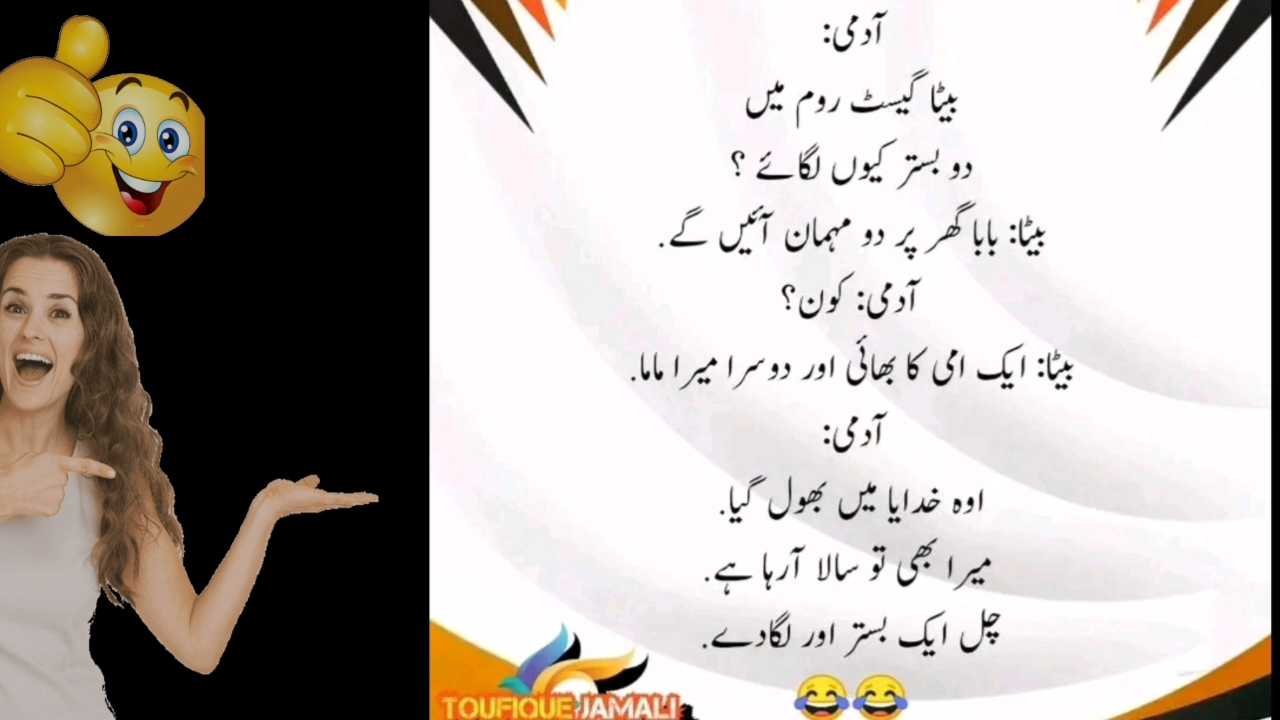 آدمی:
بیٹا گیسٹ روم میں
دو بستر کیوں لگائے ؟
بیٹا: بابا گھر پر دو مہمان آئیں گے.
آدمی: کون؟
بیٹا: ایک امی کا بھائی اور دوسرا میرا ماما.
آدمی:
اوہ خدایا میں بھول گیا.
میرا بھی تو سالا آرہا ہے.
چل ایک بستر اور لگادے.
TOUFIQUE JAMALI